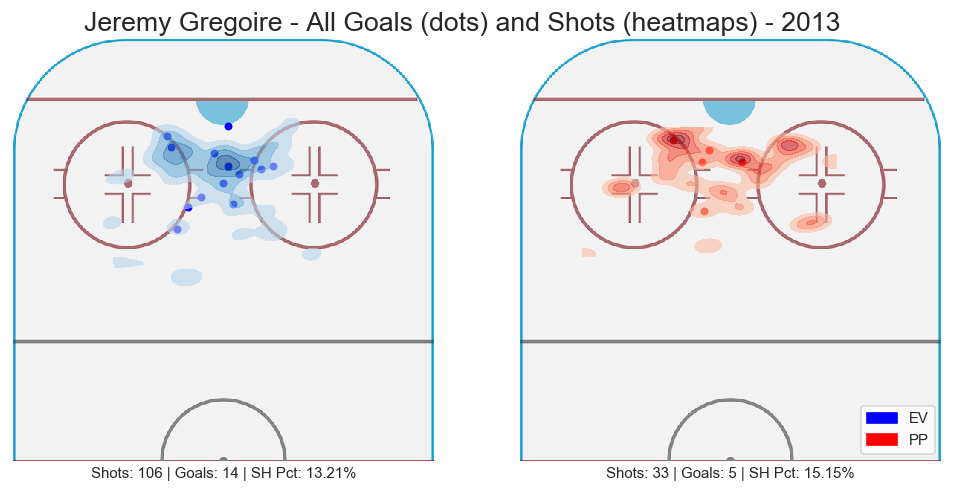 Jeremy Gregoire - All Goals (dots) and Shots (heatmaps) - 2013
EV
PP
Shots: 106 | Goals: 14 | SH Pct: 13.21%
Shots: 33 | Goals: 5 | SH Pct: 15.15%